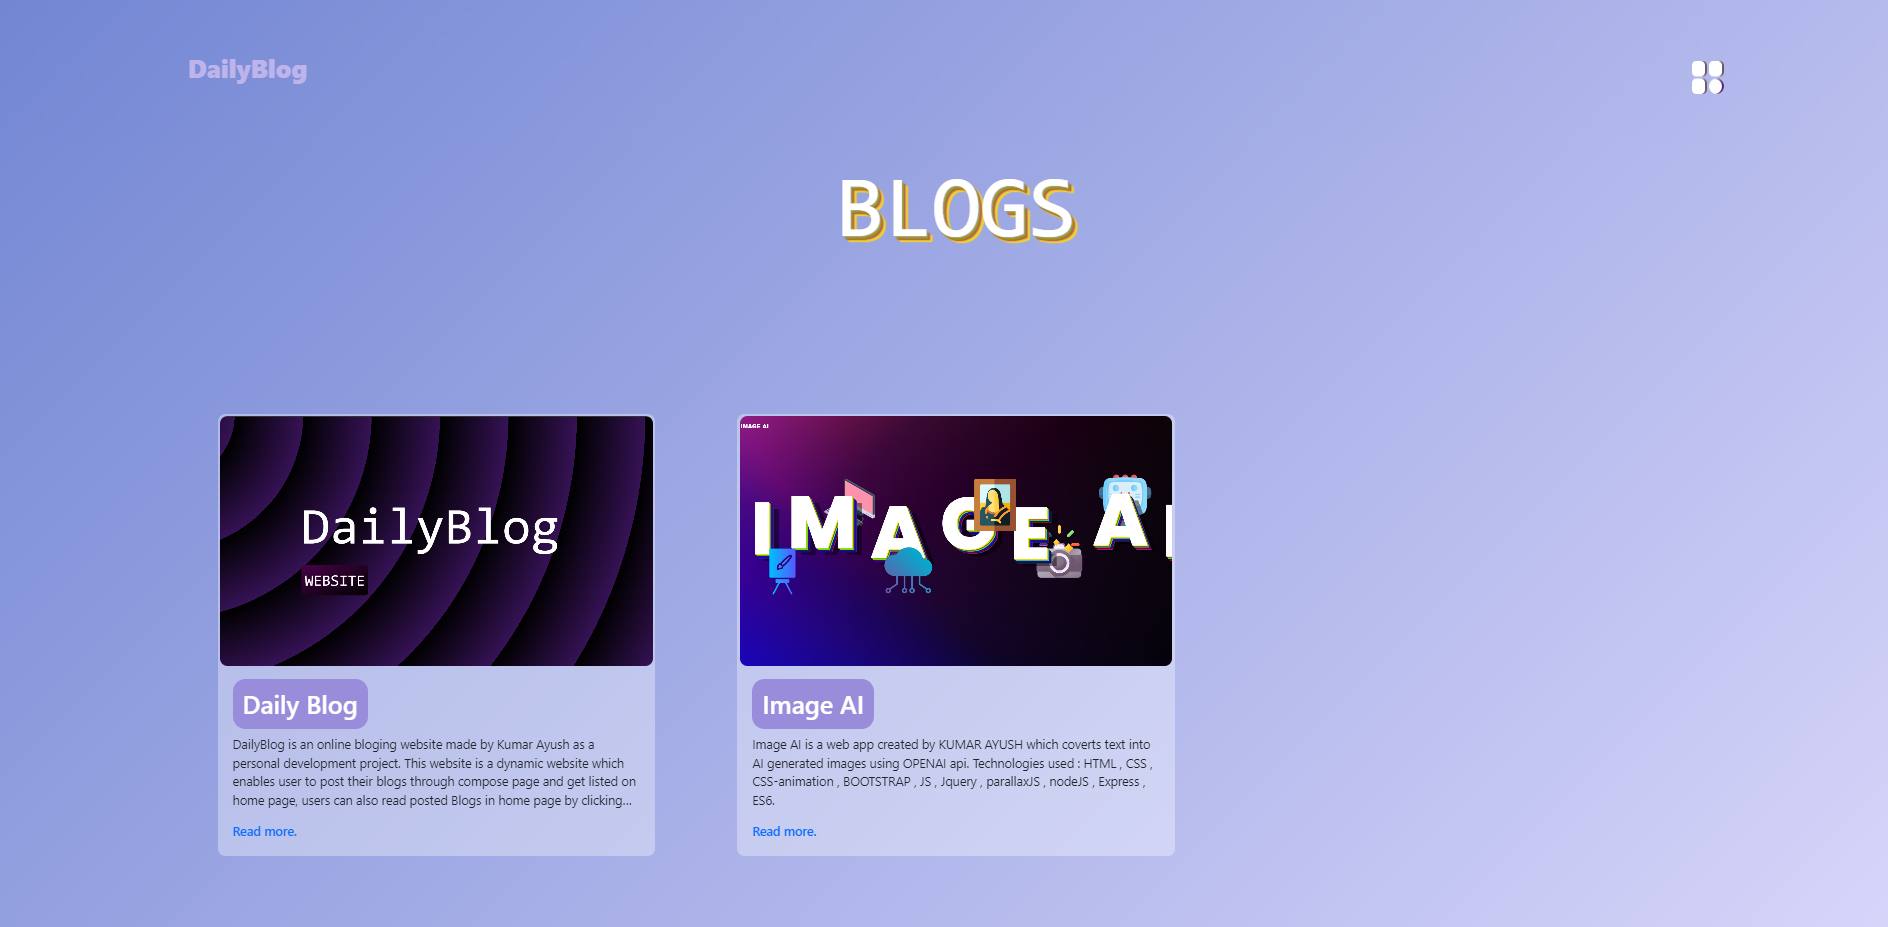 DailyBlog
BLOGS
DailyBlog
WEBSITE
Daily Blog
DailyBlog is an online bloging website made by Kumar Ayush as a
personal development project. This website is a dynamic website which
enables user to post their blogs through compose page and get listed on
home page, users can also read posted Blogs in home page by clicking...
Read more.
IMAGE AI
IMAGE AI
Image AI
Image AI is a web app created by KUMAR AYUSH which coverts text into
AI generated images using OPENAI api. Technologies used : HTML , CSS ,
CSS-animation , BOOTSTRAP , JS , Jquery , parallaxJS , nodeJS , Express ,
ES6.
Read more.